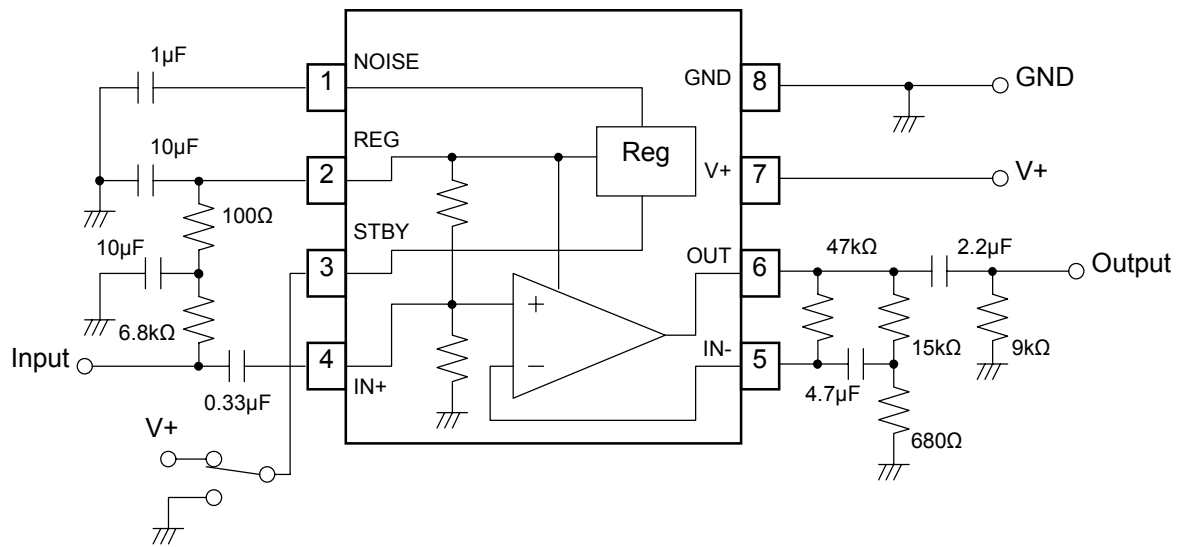 1µF
1
NOISE
GND
8
GND
10µF
2
REG
Reg
V+
7
V+
100Ω
10µF
STBY
3
OUT
6
47kΩ
2.2µF
Output
+
6.8kΩ
Input
4
IN+
−
IN-
5
15kΩ
9kΩ
0.33µF
4.7µF
V+
680Ω